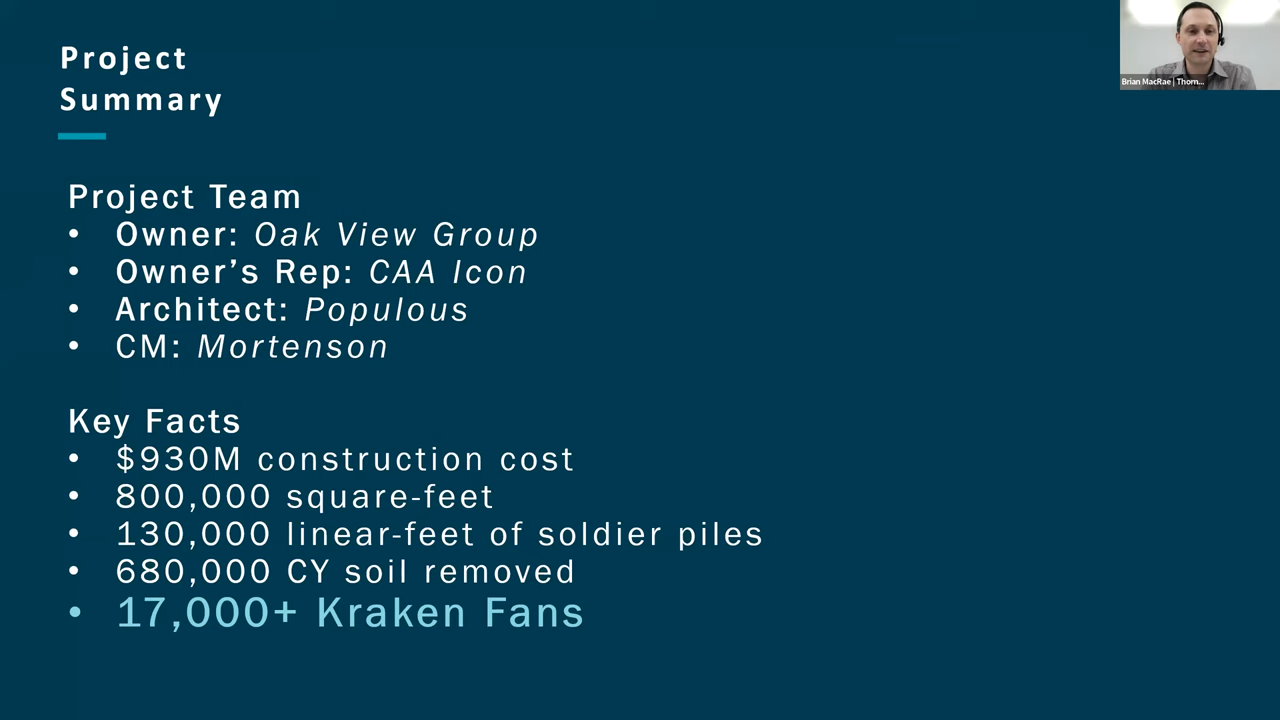 Project
Summary
Project Team
• Owner: Oak View Group
• Owner’s Rep: CAA Icon
• Architect: Populous
• CM: Mortenson
Key Facts
• $930M construction cost
• 800,000 square-feet
• 130,000 linear-feet of soldier piles
• 680,000 CY soil removed
• 17,000+ Kraken Fans
Brian MacRae | Thorn...